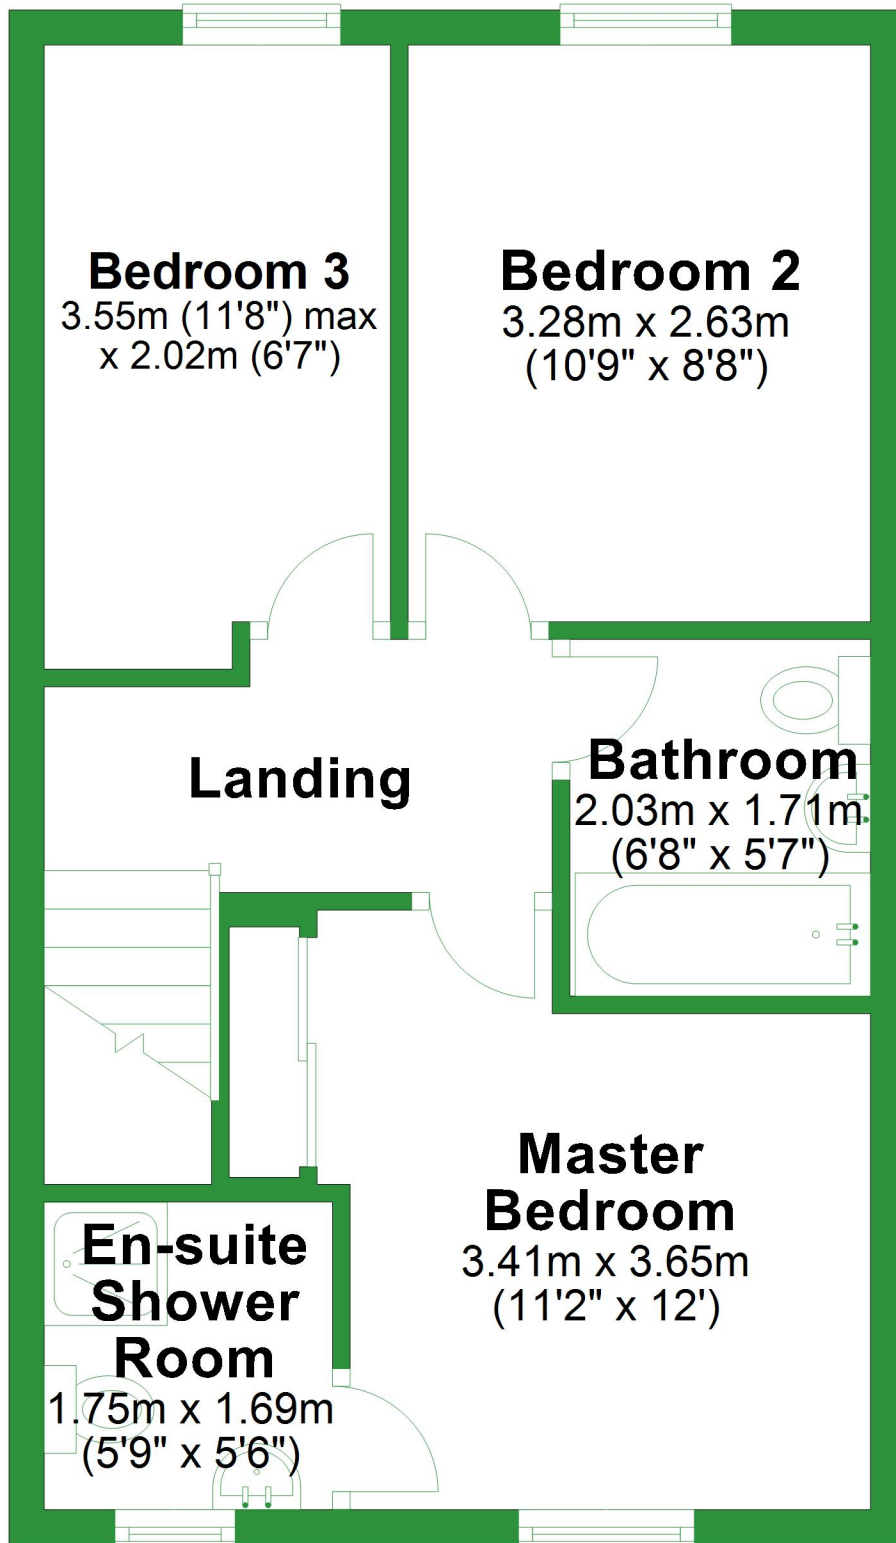 Bedroom 3
3.55m (11'8") max
x 2.02m (6'7")
Bedroom 2
3.28m x 2.63m
(10'9" x 8'8")
Landing
Bathroom
2.03m x 1.71m
(6'8" x 5'7")
Master
Bedroom
3.41m x 3.65m
(11'2" x 12')
En-suite
Shower
Room
1.75m x 1.69m
(5'9" x 5'6")